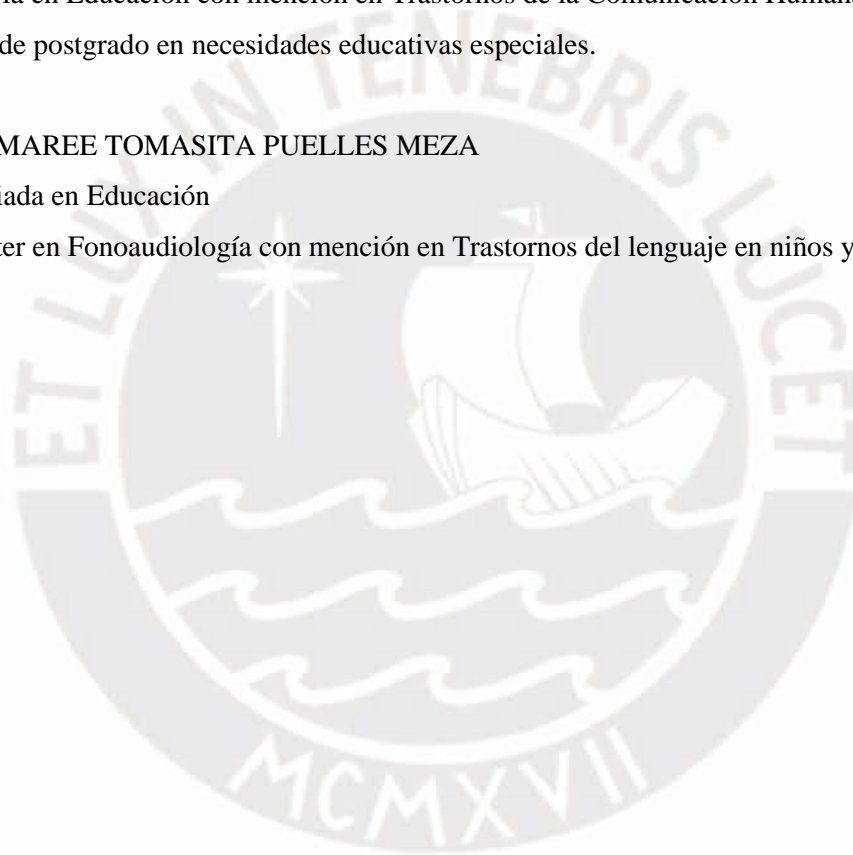 ría en Educación con mención en Trastornos de la Comunicación Humana
de postgrado en necesidades educativas especiales.
MAREE TOMASITA PUELLES MEZA
iada en Educación
ter en Fonoaudiología con mención en Trastornos del lenguaje en niños y
ET LUX IN TENEBRIS LUCET
MCMXVII